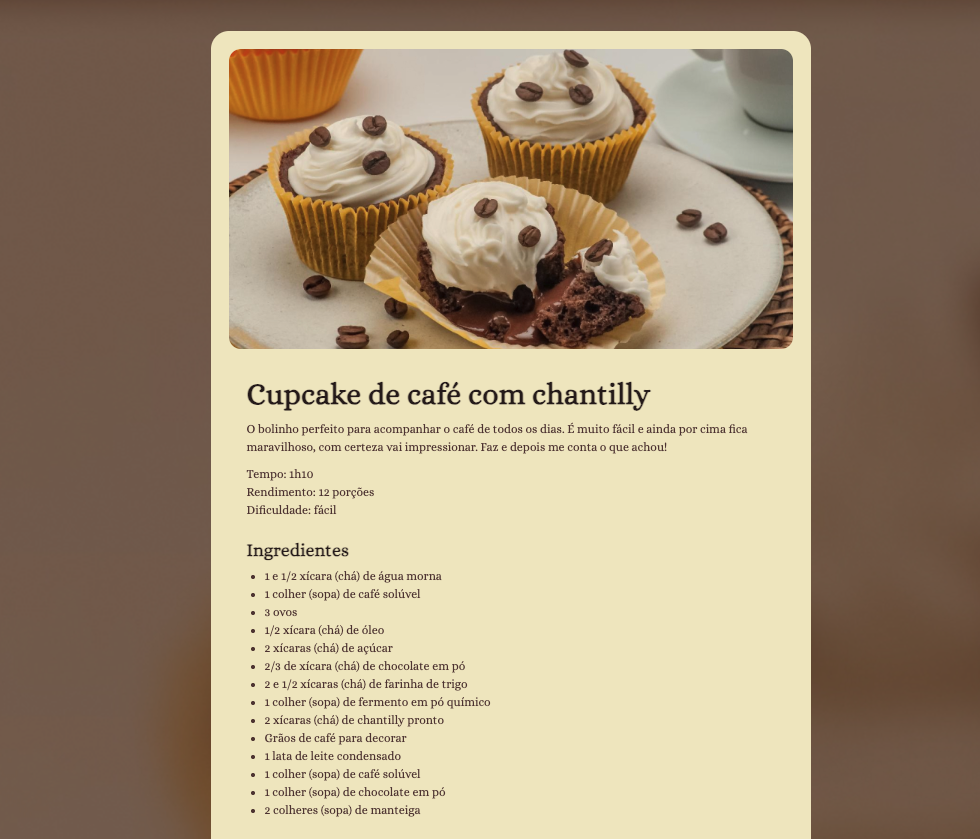 Cupcake de café com chantilly
O bolinho perfeito para acompanhar o café de todos os dias. É muito fácil e ainda por cima fica
maravilhoso, com certeza vai impressionar. Faz e depois me conta o que achou!
Tempo: 1h10
Rendimento: 12 porções
Dificuldade: fácil
Ingredientes
• 1 e 1/2 xícara (chá) de água morna
• 1 colher (sopa) de café solúvel
• 3 ovos
• 1/2 xícara (chá) de óleo
• 2 xícaras (chá) de açúcar
• 2/3 de xícara (chá) de chocolate em pó
• 2 e 1/2 xícaras (chá) de farinha de trigo
• 1 colher (sopa) de fermento em pó químico
• 2 xícaras (chá) de chantilly pronto
• Grãos de café para decorar
• 1 lata de leite condensado
• 1 colher (sopa) de café solúvel
• 1 colher (sopa) de chocolate em pó
• 2 colheres (sopa) de manteiga